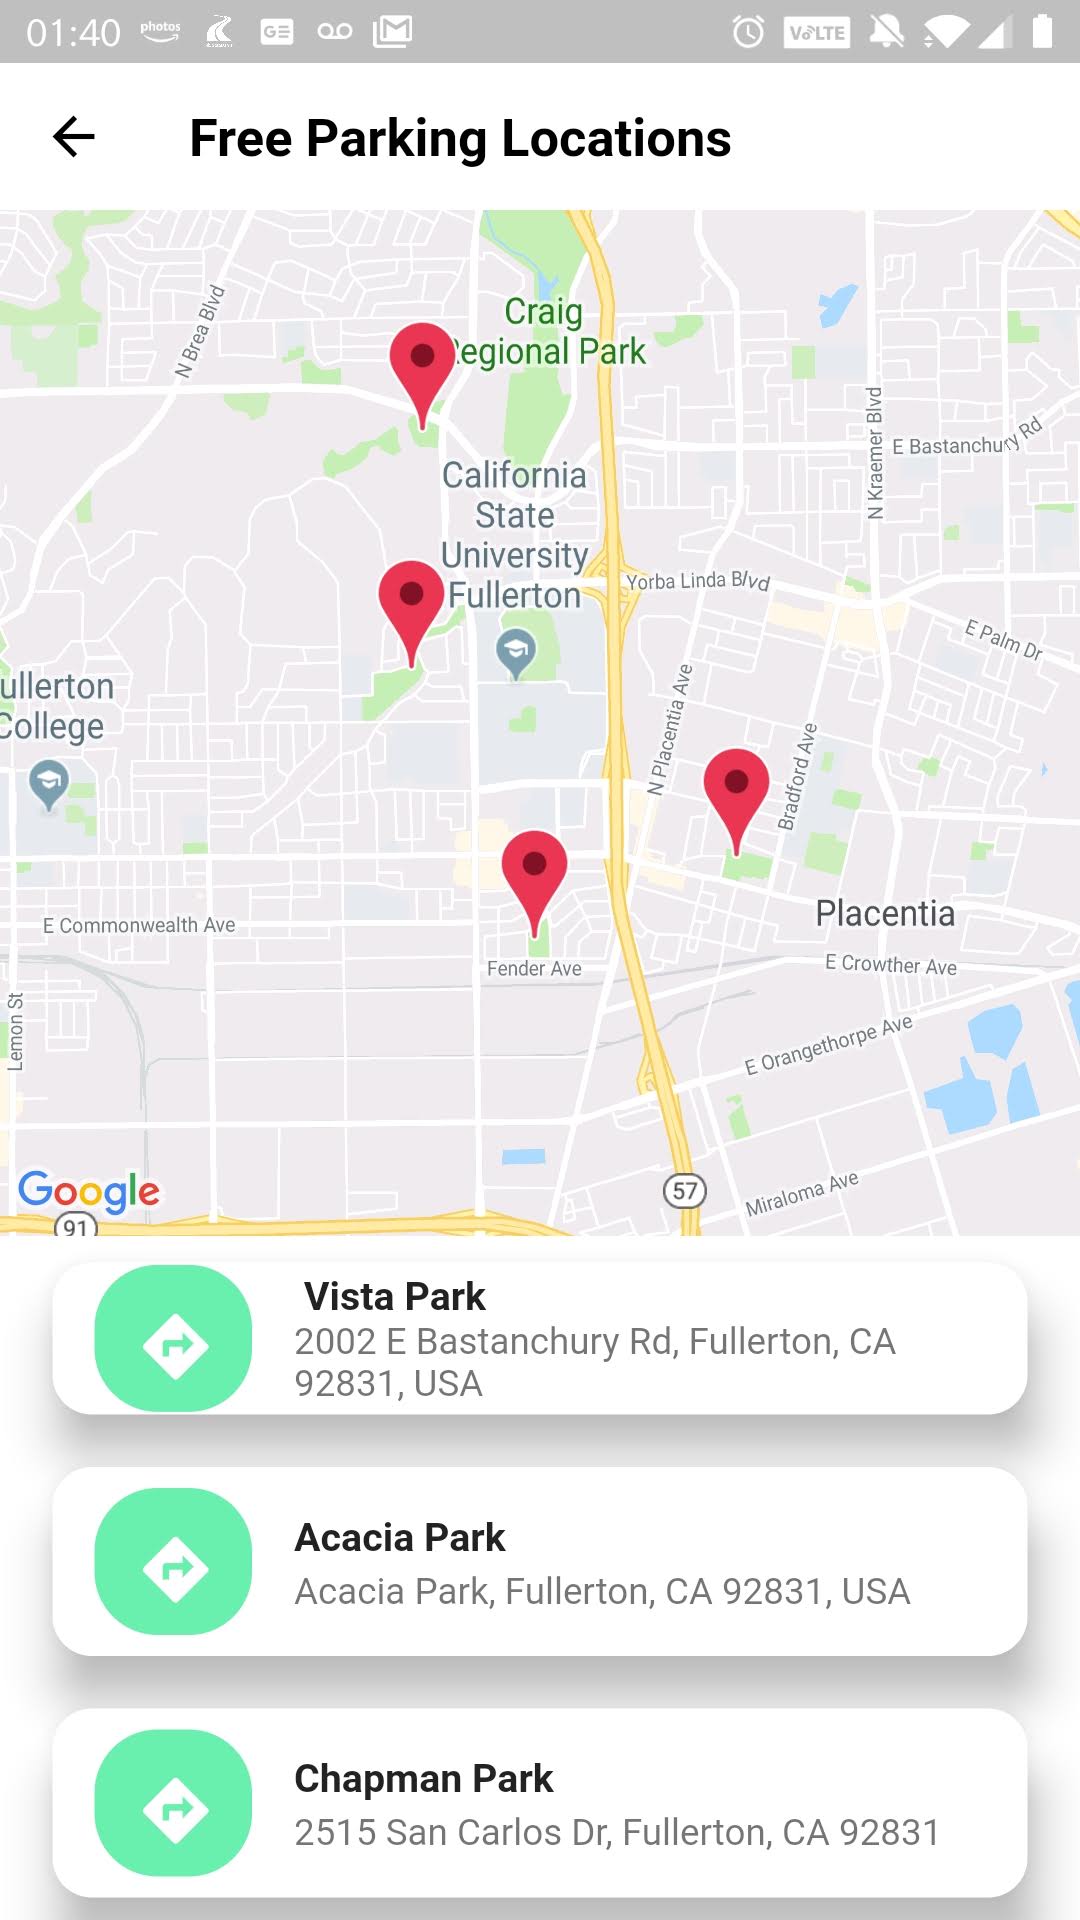 01:40
photos
GE
VoLTE
Free Parking Locations
N Brea Blvd
Craig
Regional Park
N Kraemer Blvd
E Bastanchury Rd
California
State
University
Fullerton
Yorba Linda Blvd
E Palm Dr
ullerton
College
N Placentia Ave
Bradford Ave
Placentia
E Commonwealth Ave
Fender Ave
E Crowther Ave
Lemon St
E Orangethorpe Ave
Google
57
Miraloma Ave
91
Vista Park
2002 E Bastanchury Rd, Fullerton, CA
92831, USA
Acacia Park
Acacia Park, Fullerton, CA 92831, USA
Chapman Park
2515 San Carlos Dr, Fullerton, CA 92831